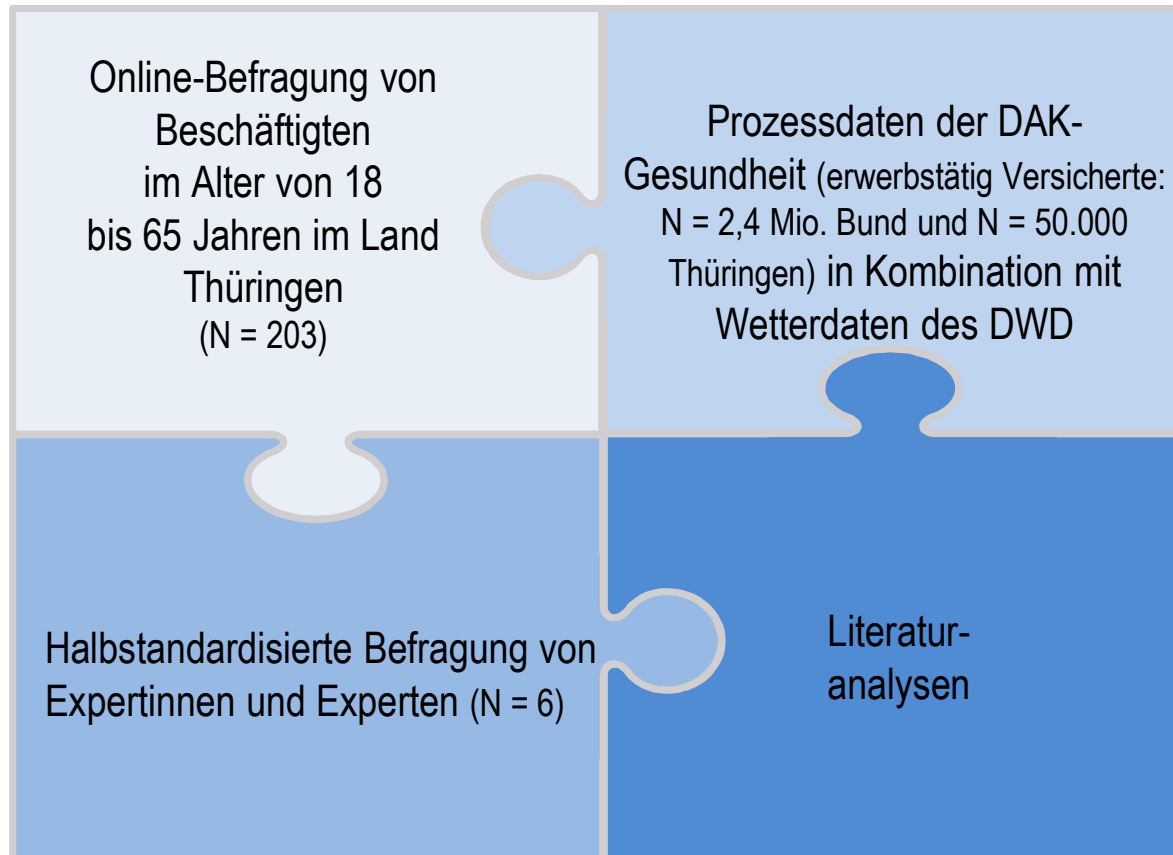 Online-Befragung von
Beschäftigten
im Alter von 18
bis 65 Jahren im Land
Thüringen
(N = 203)
Prozessdaten der DAK-
Gesundheit (erwerbstätig Versicherte:
N = 2,4 Mio. Bund und N = 50.000
Thüringen) in Kombination mit
Wetterdaten des DWD
Halbstandardisierte Befragung von
Expertinnen und Experten (N = 6)
Literatur-
analysen